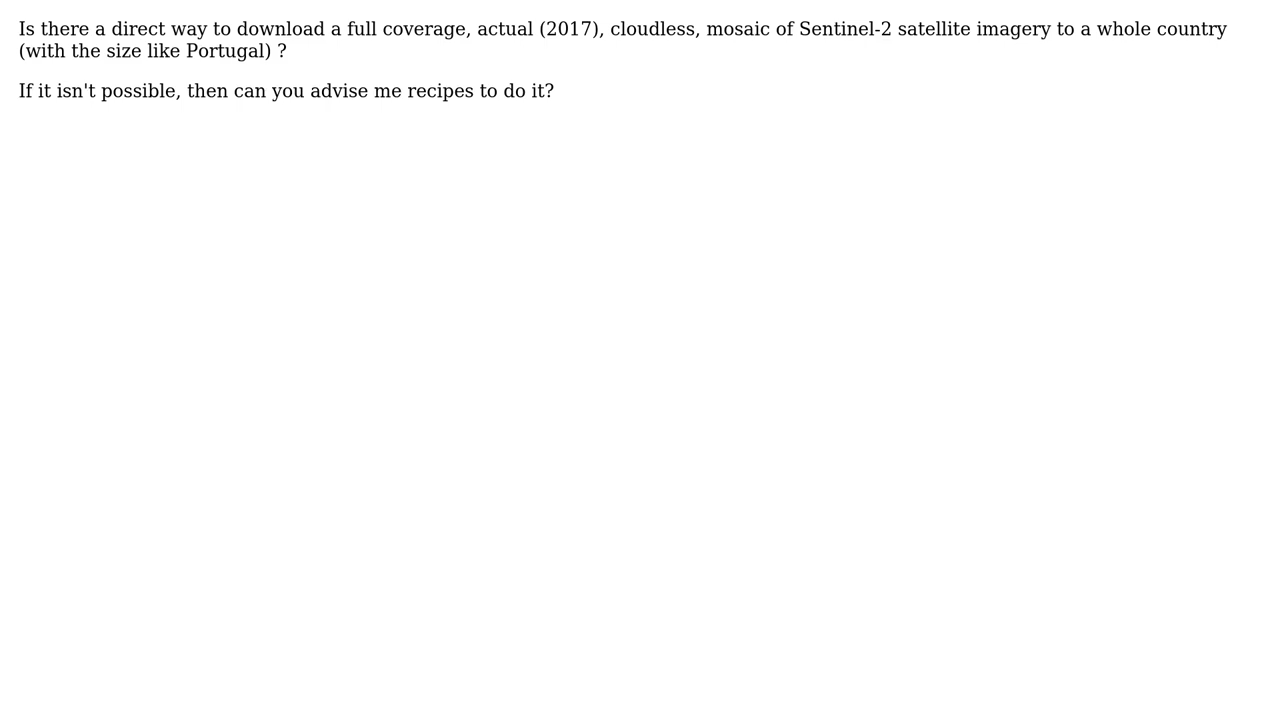 Is there a direct way to download a full coverage, actual (2017), cloudless, mosaic of Sentinel-2 satellite imagery to a whole country
(with the size like Portugal) ?
If it isn't possible, then can you advise me recipes to do it?